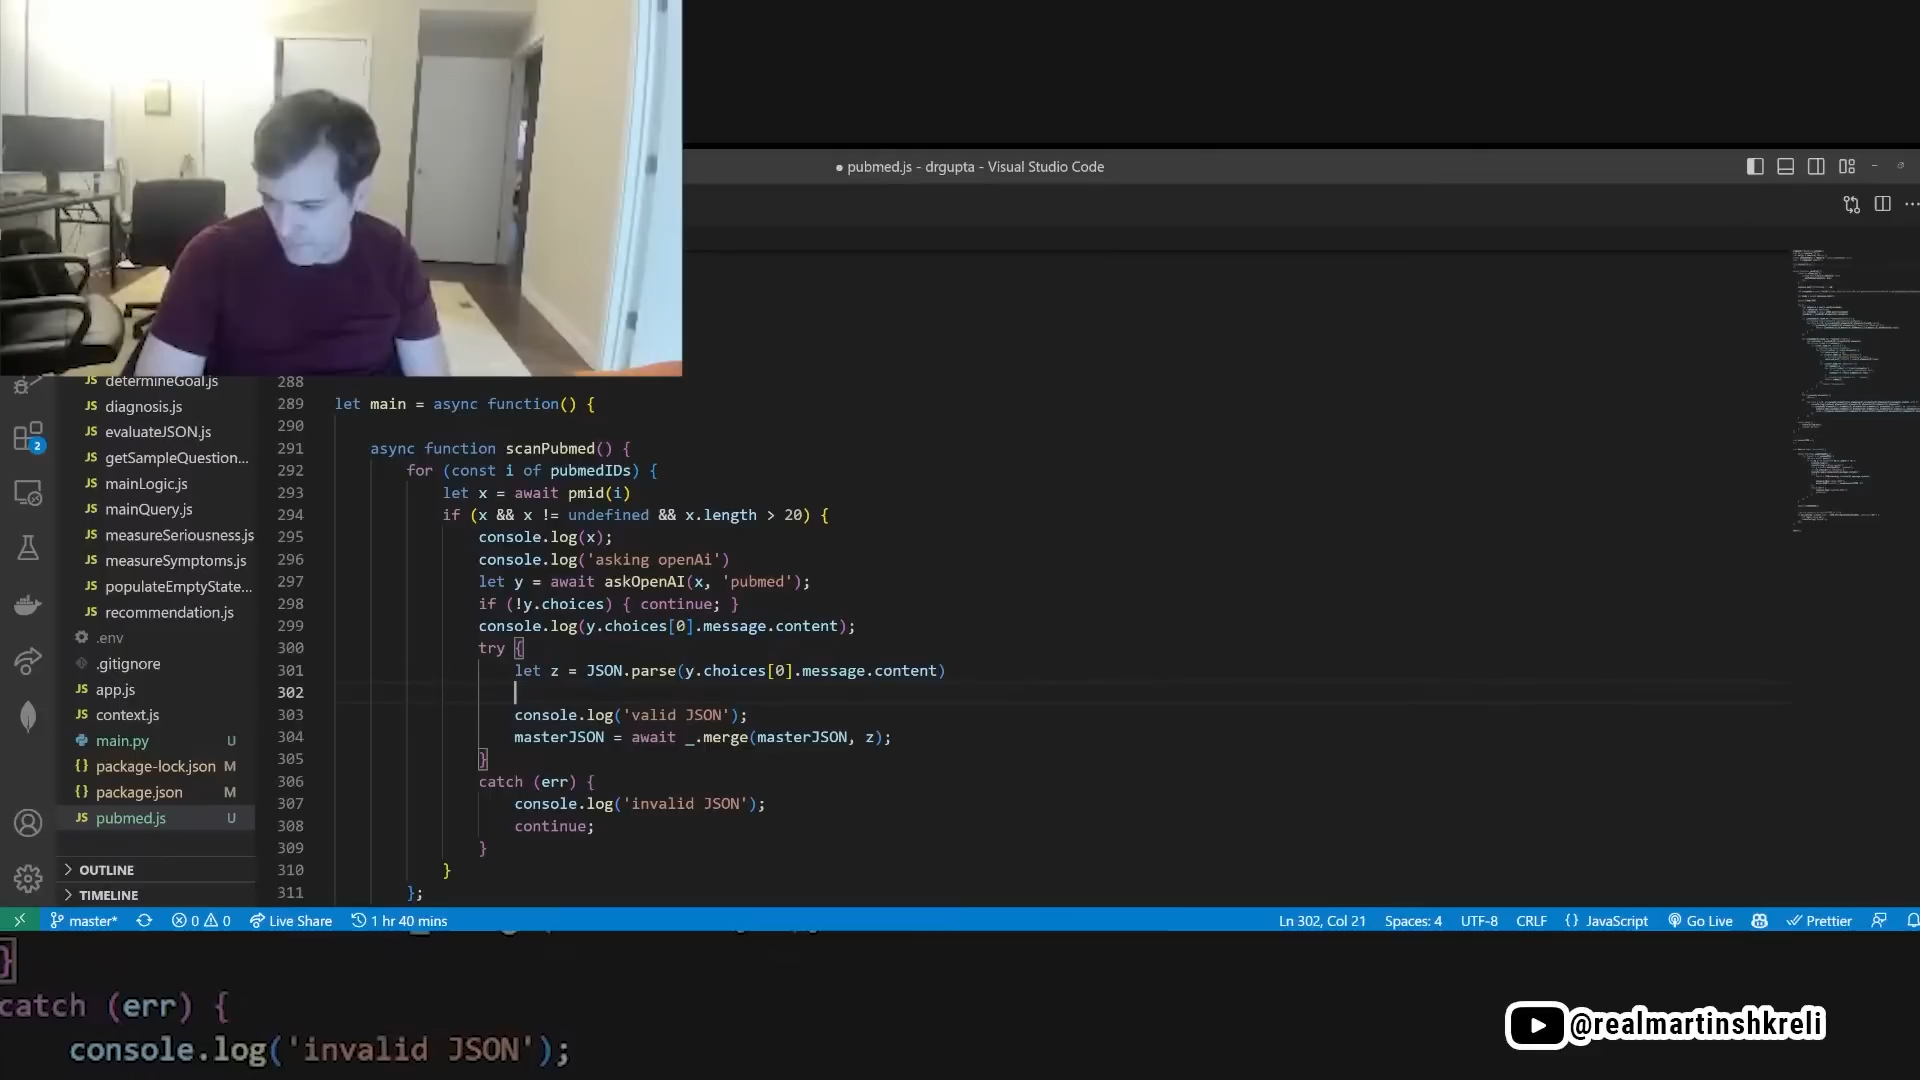 ● pubmed.js - drgupta - Visual Studio Code
determineGoal.js
diagnosis.js
evaluateJSON.js
getSampleQuestion...
mainLogic.js
mainQuery.js
measureSeriousness.js
measureSymptoms.js
populateEmptyState...
recommendation.js
.env
.gitignore
app.js
context.js
main.py U
package-lock.json M
package.json M
pubmed.js U
OUTLINE
TIMELINE
2
288
289 let main = async function() {
290
291 async function scanPubmed() {
292 for (const i of pubmedIDs) {
293 let x = await pmid(i)
294 if (x && x != undefined && x.length > 20) {
295 console.log(x);
296 console.log('asking openAi')
297 let y = await askOpenAI(x, 'pubmed');
298 if (!y.choices) { continue; }
299 console.log(y.choices[0].message.content);
300 try {
301 let z = JSON.parse(y.choices[0].message.content)
302
303 console.log('valid JSON');
304 masterJSON = await _.merge(masterJSON, z);
305 }
306 catch (err) {
307 console.log('invalid JSON');
308 continue;
309 }
310 }
311 };
master* 0 0 Live Share 1 hr 40 mins Ln 302, Col 21 Spaces: 4 UTF-8 CRLF {} JavaScript Go Live Prettier
}
catch (err) {
console.log('invalid JSON');
@realmartinshkreli